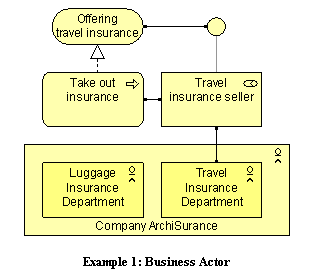 Offering
travel insurance
Take out
insurance
Travel
insurance seller
Luggage
Insurance
Department
Travel
Insurance
Department
Company ArchiSurance
Example 1: Business Actor